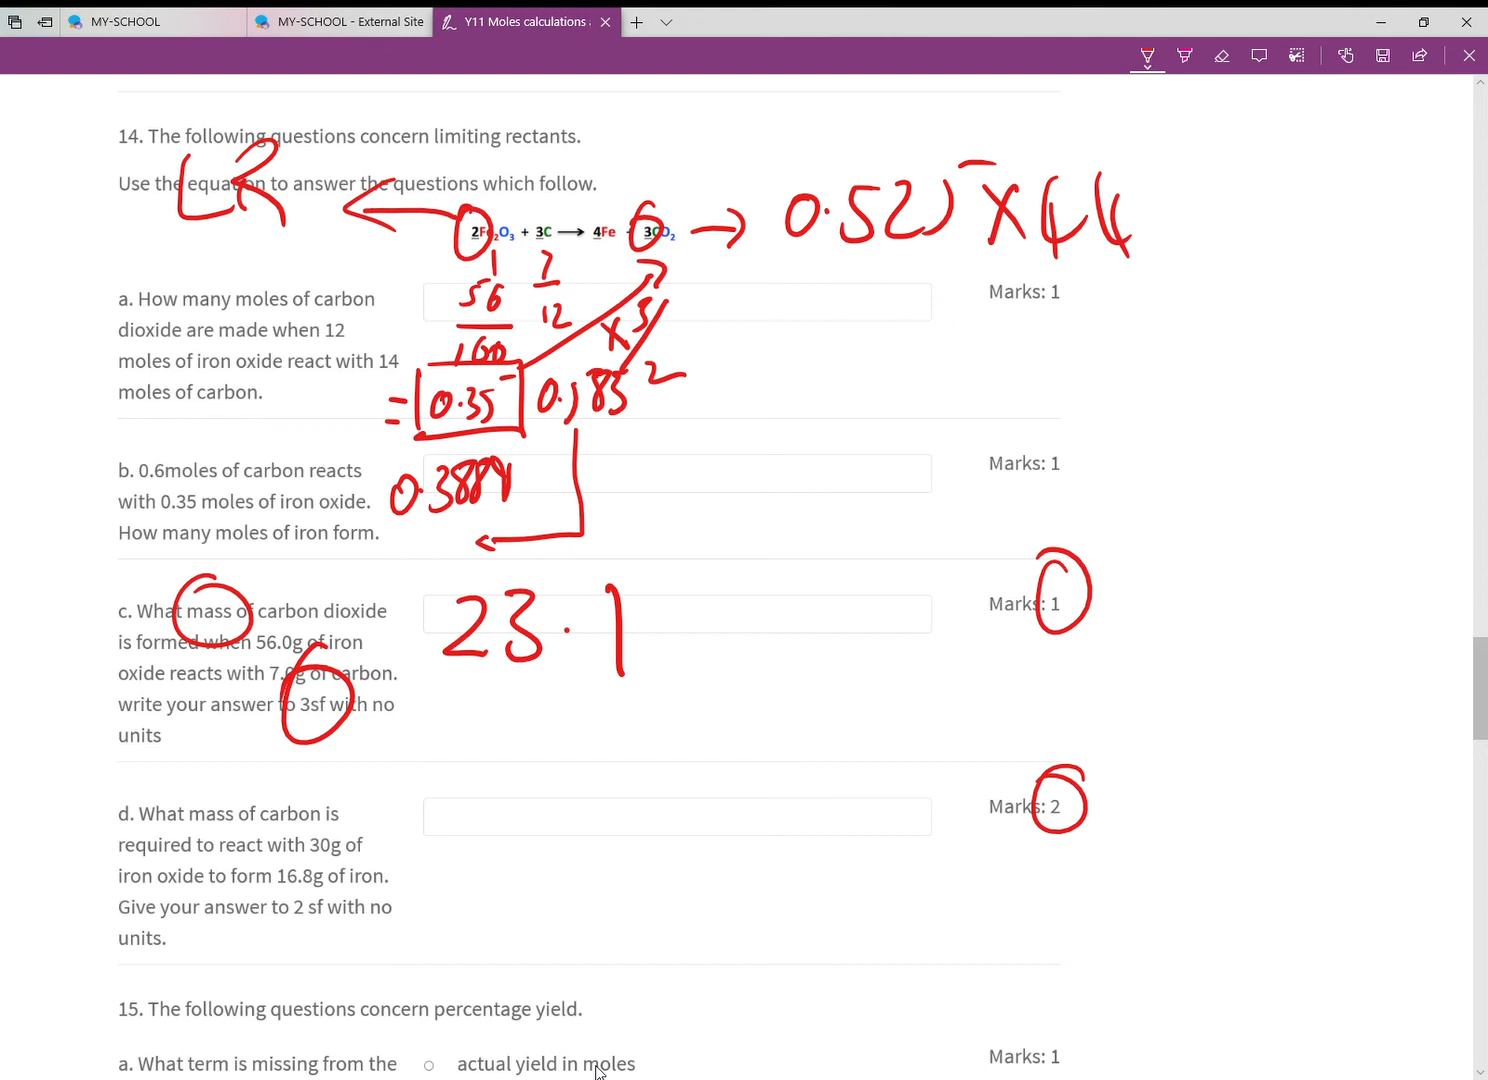 MY-SCHOOL
MY-SCHOOL - External Site
Y11 Moles calculations
14. The following questions concern limiting rectants.
LR
Use the equation to answer the questions which follow.
2Fe₂O₃ + 3C ⟶ 4Fe + 3CO₂
0.525 x 44
a. How many moles of carbon
dioxide are made when 12
moles of iron oxide react with 14
moles of carbon.
Marks: 1
56
160
7
12
x 3
2
= 0.35
b. 0.6moles of carbon reacts
with 0.35 moles of iron oxide.
How many moles of iron form.
Marks: 1
c. What mass of carbon dioxide
is formed when 56.0g of iron
oxide reacts with 7.0g of carbon.
write your answer to 3sf with no
units
23.1
Marks: 1
d. What mass of carbon is
required to react with 30g of
iron oxide to form 16.8g of iron.
Give your answer to 2 sf with no
units.
Marks: 2
15. The following questions concern percentage yield.
a. What term is missing from the
actual yield in moles
Marks: 1